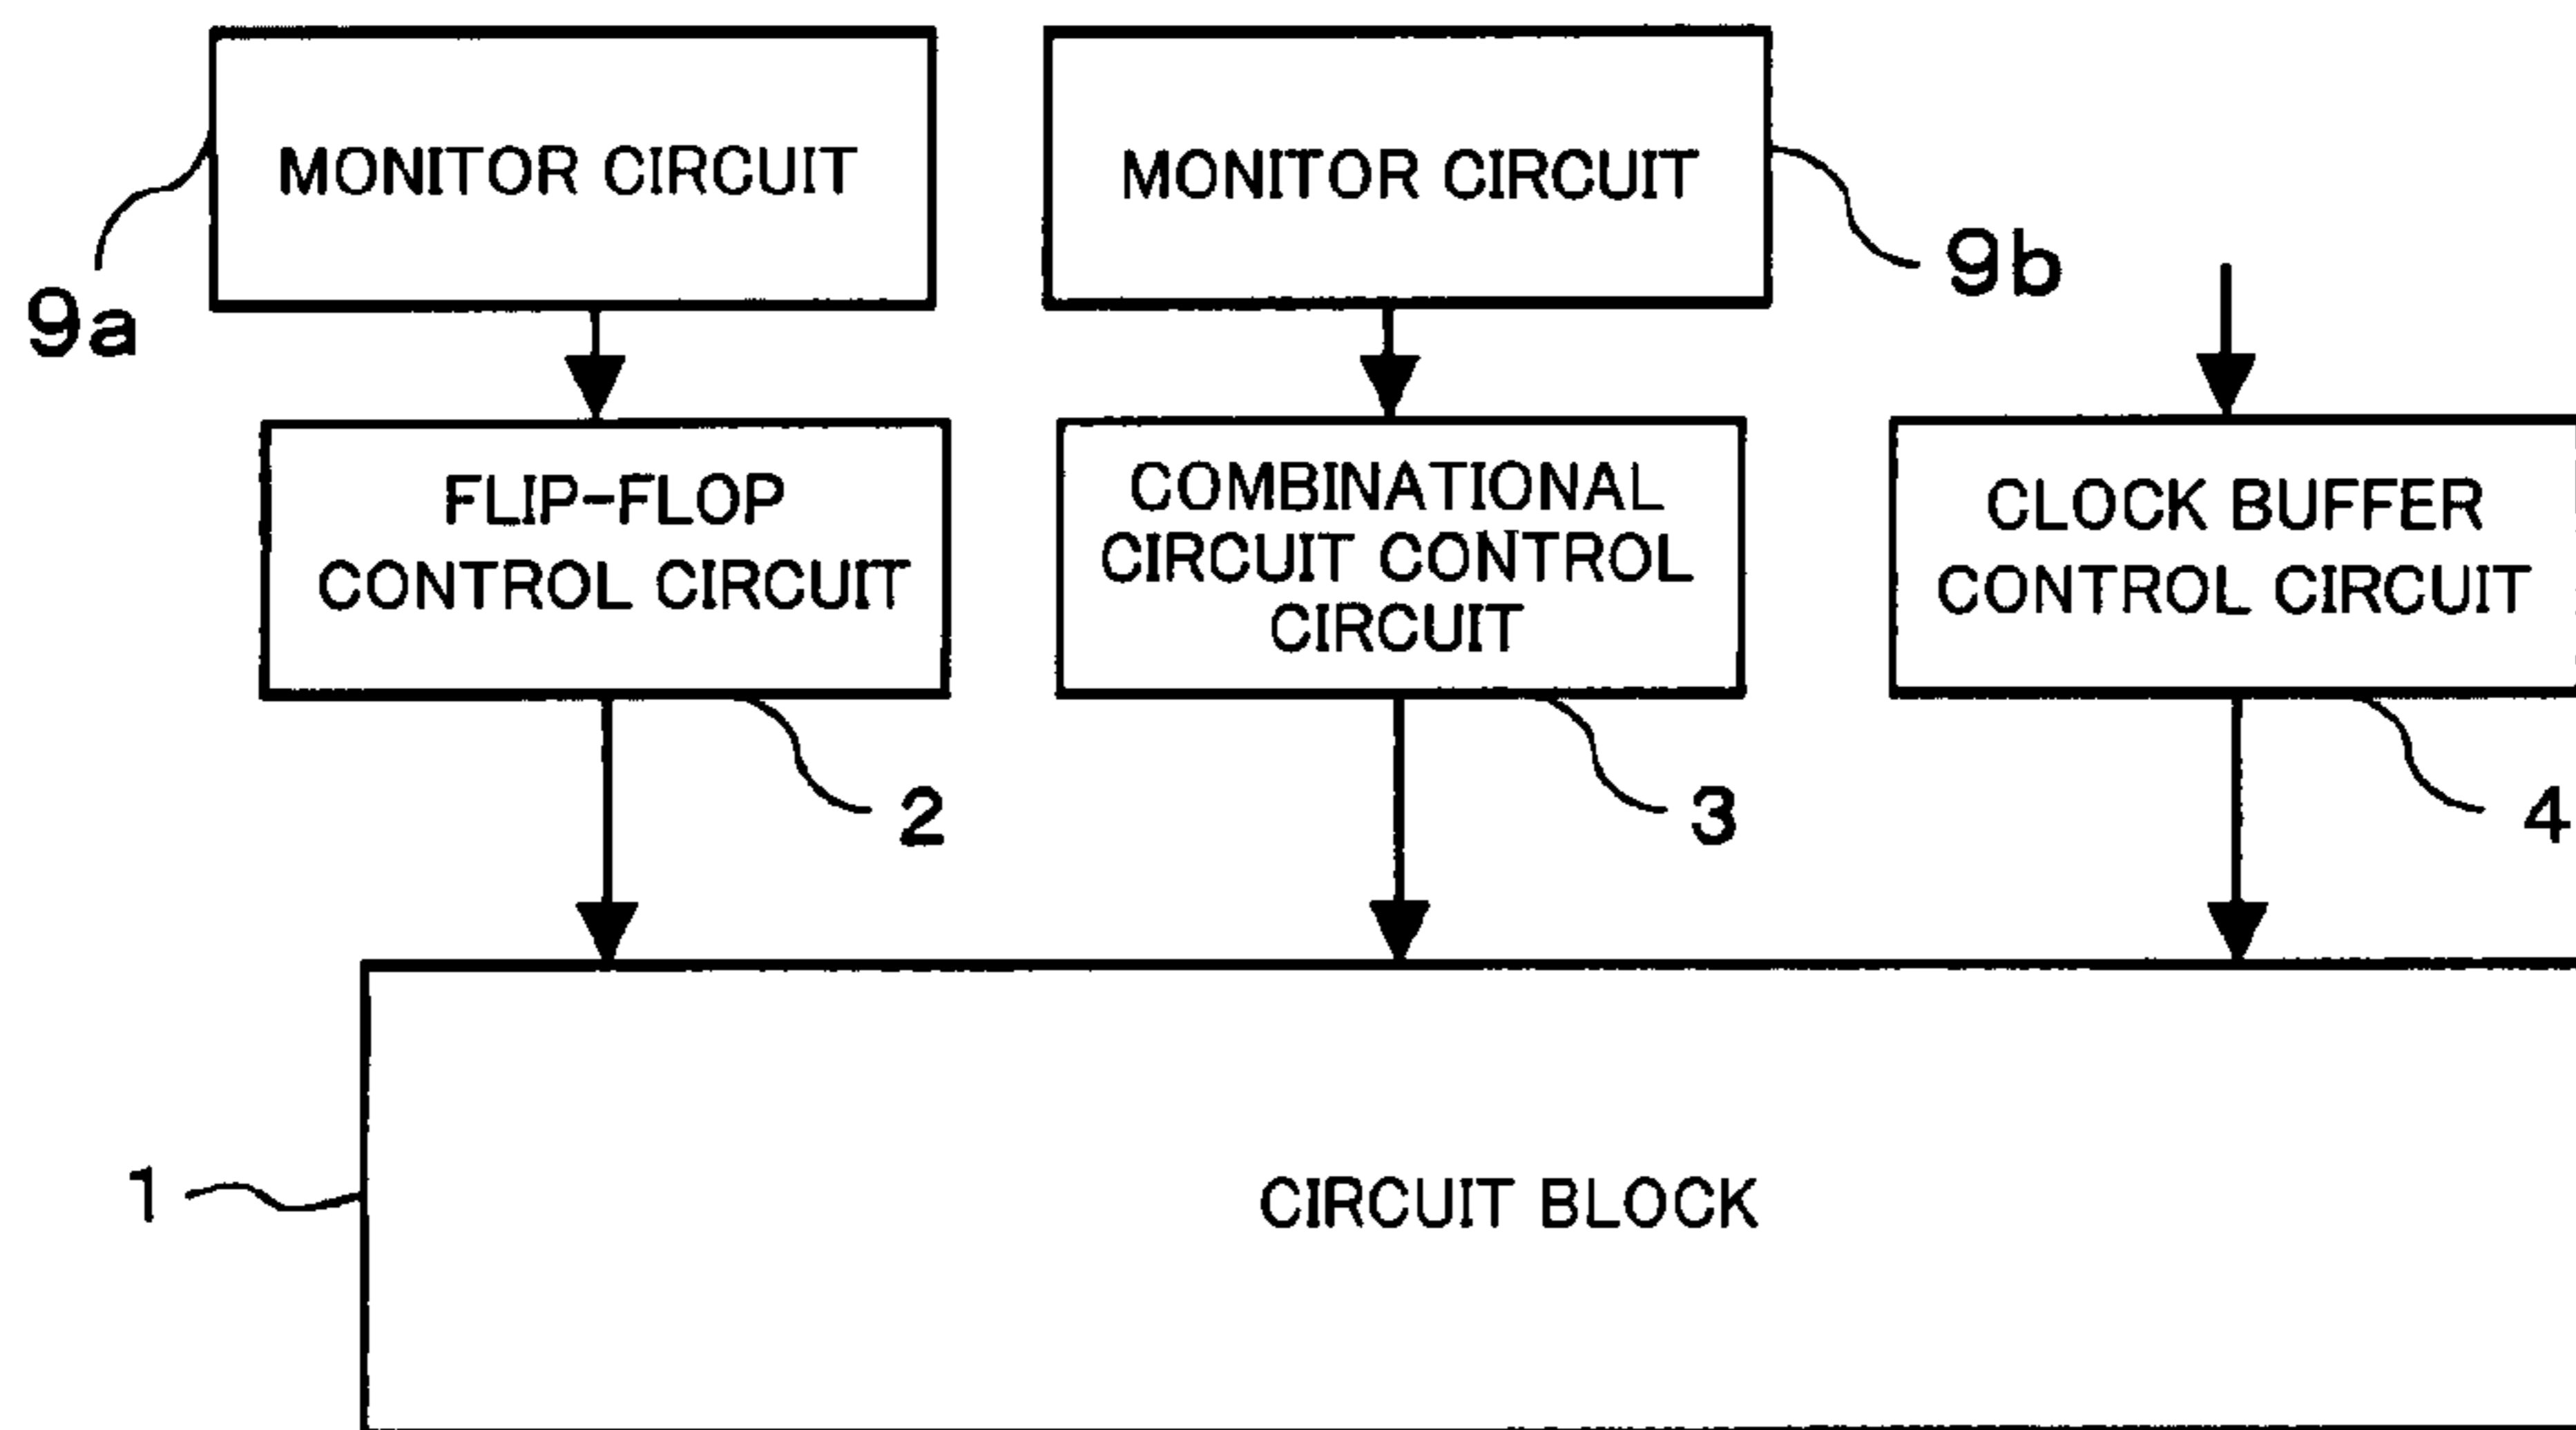 MONITOR CIRCUIT
MONITOR CIRCUIT
9a
9b
FLIP-FLOP
CONTROL CIRCUIT
COMBINATIONAL
CIRCUIT CONTROL
CIRCUIT
CLOCK BUFFER
CONTROL CIRCUIT
2
3
4
1
CIRCUIT BLOCK